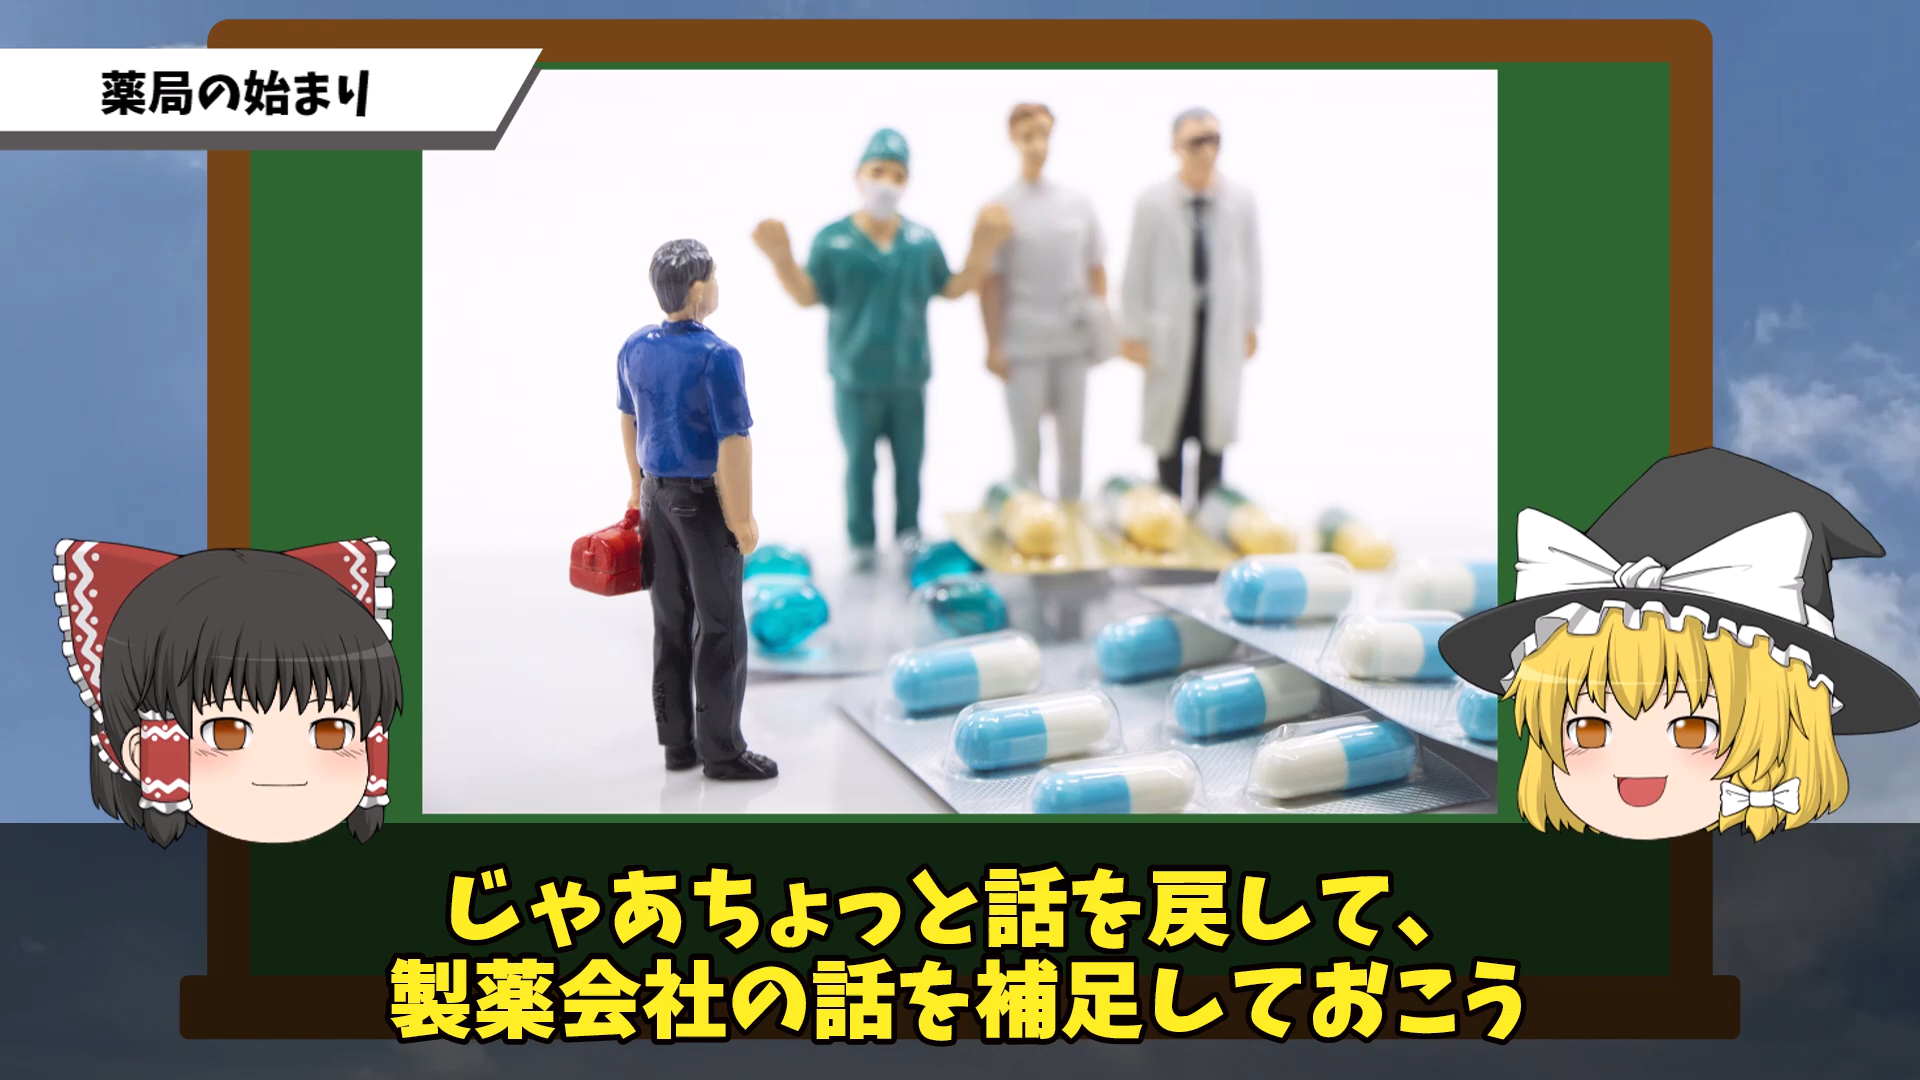 薬局の始まり
じゃあちょっと話を戻して、
製薬会社の話を補足しておこう